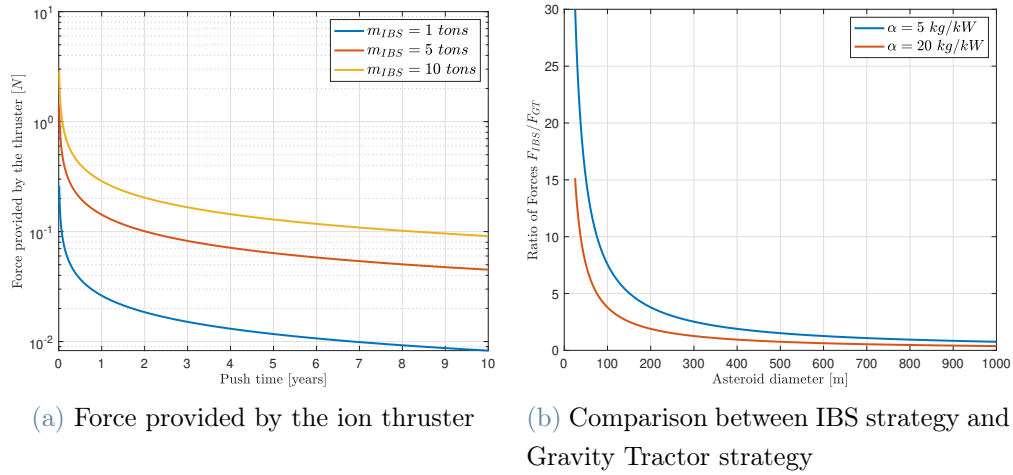 10^1
10^0
10^-1
10^-2
Force provided by the thruster [N]
m_IBS = 1 tons
m_IBS = 5 tons
m_IBS = 10 tons
0 1 2 3 4 5 6 7 8 9 10
Push time [years]
(a) Force provided by the ion thruster
30
25
20
15
10
5
0
Ratio of Forces F_IBS/F_GT
α = 5 kg/kW
α = 20 kg/kW
0 100 200 300 400 500 600 700 800 900 1000
Asteroid diameter [m]
(b) Comparison between IBS strategy and
Gravity Tractor strategy